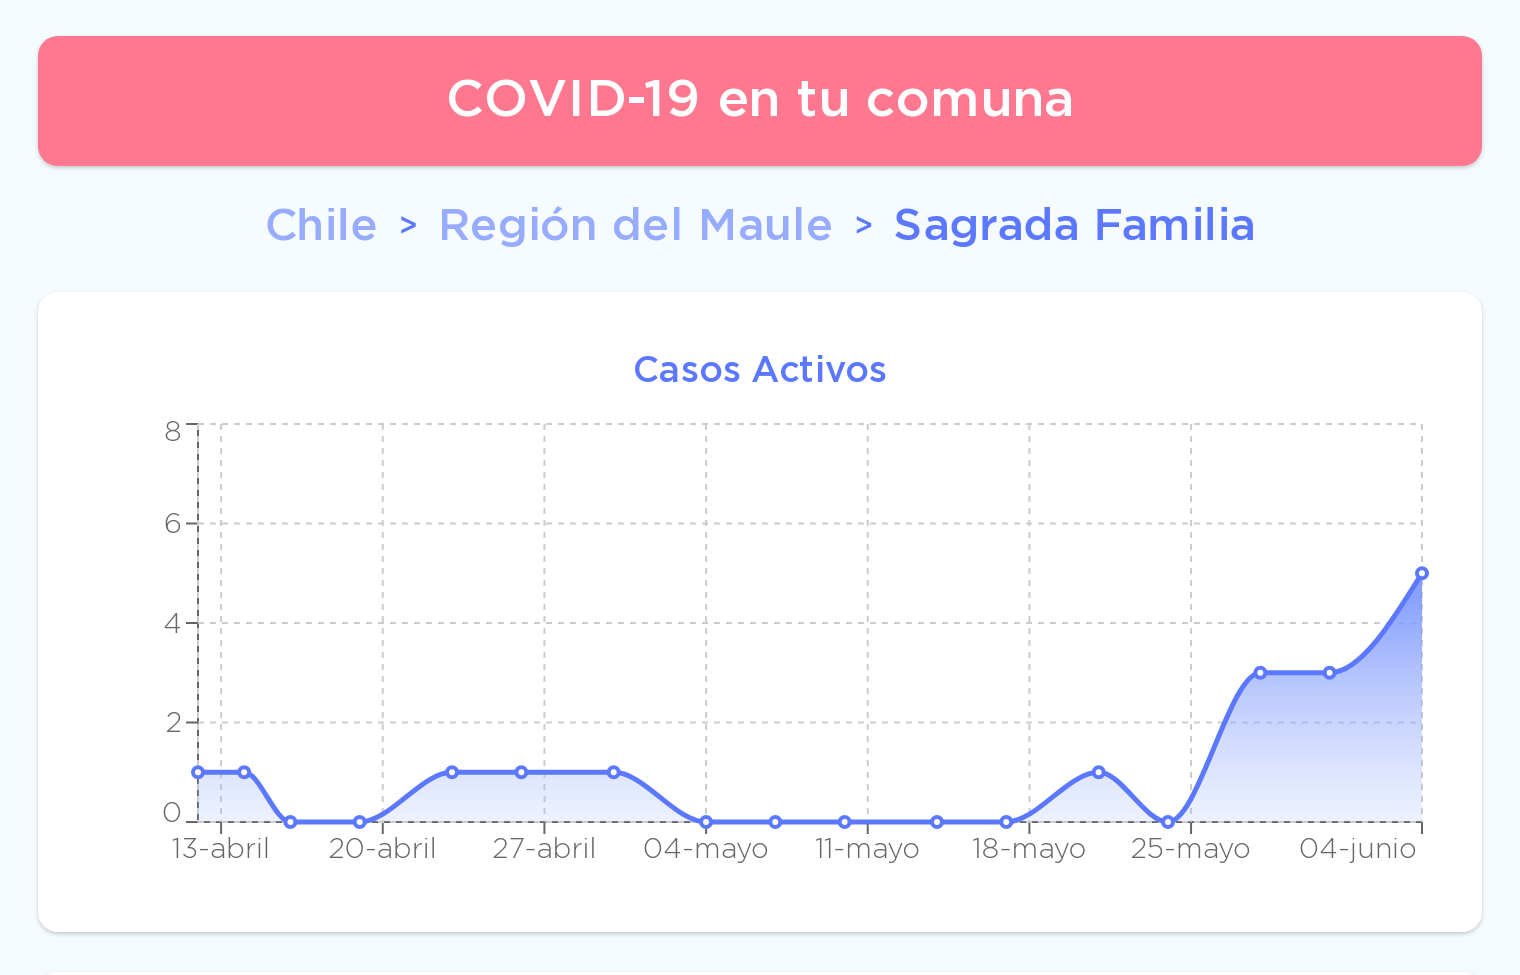 COVID-19 en tu comuna
Chile > Región del Maule > Sagrada Familia
Casos Activos
8
6
4
2
0
13-abril 20-abril 27-abril 04-mayo 11-mayo 18-mayo 25-mayo 04-junio